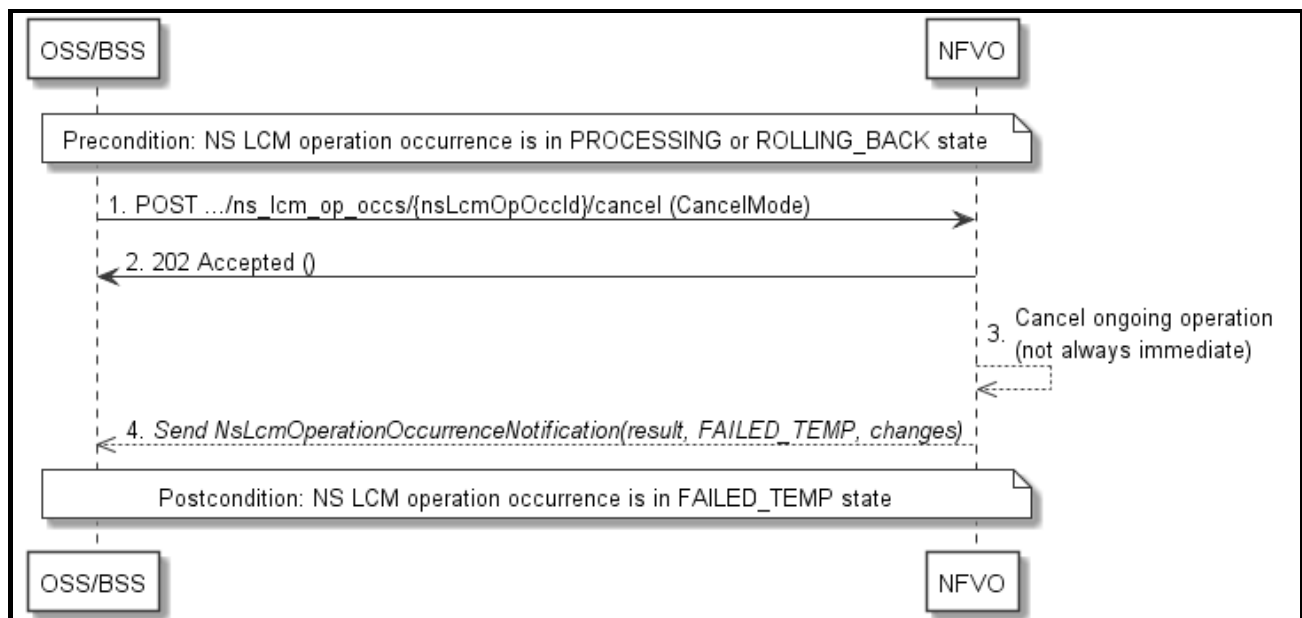 OSS/BSS
NFVO
Precondition: NS LCM operation occurrence is in PROCESSING or ROLLING_BACK state
1. POST .../ns_lcm_op_occs/{nsLcmOpOccId}/cancel (CancelMode)
2. 202 Accepted ()
3. Cancel ongoing operation
(not always immediate)
4. Send NsLcmOperationOccurrenceNotification(result, FAILED_TEMP, changes)
Postcondition: NS LCM operation occurrence is in FAILED_TEMP state
OSS/BSS
NFVO